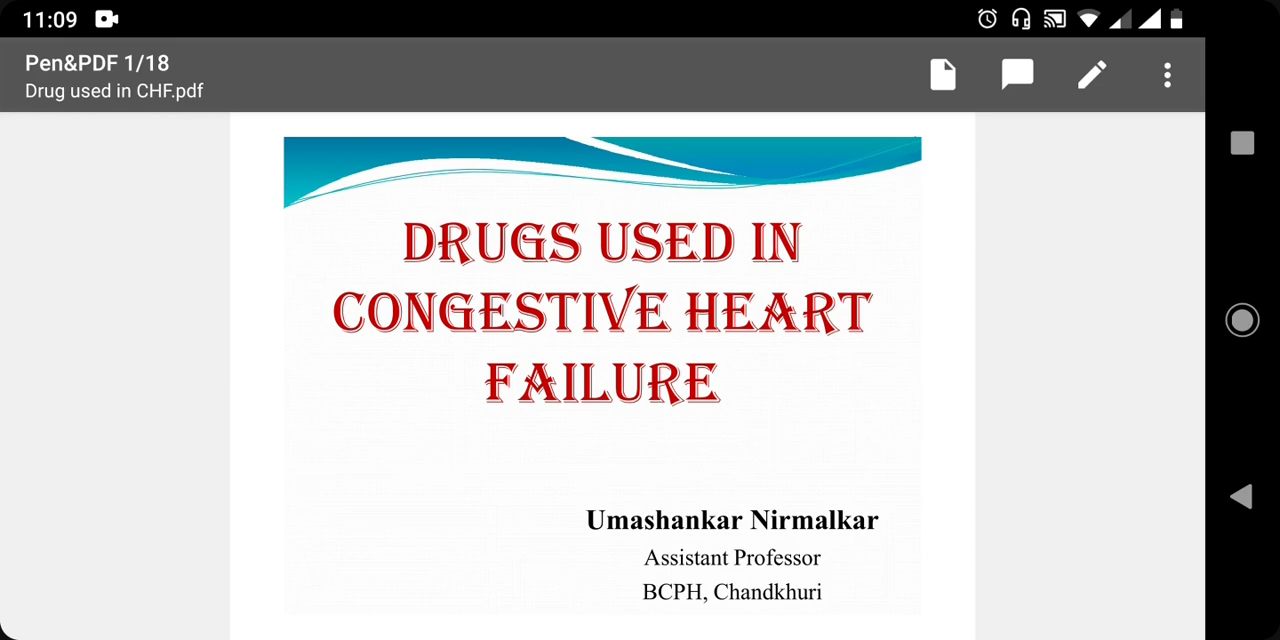 11:09
Pen&PDF 1/18
Drug used in CHF.pdf
DRUGS USED IN
CONGESTIVE HEART
FAILURE
Umashankar Nirmalkar
Assistant Professor
BCPH, Chandkhuri